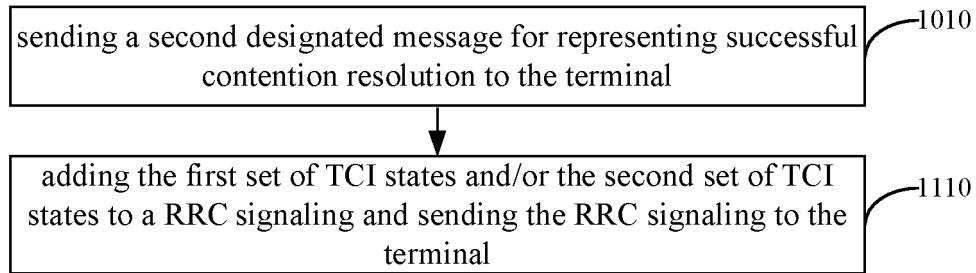 sending a second designated message for representing successful
contention resolution to the terminal
1010
adding the first set of TCI states and/or the second set of TCI
states to a RRC signaling and sending the RRC signaling to the
terminal
1110